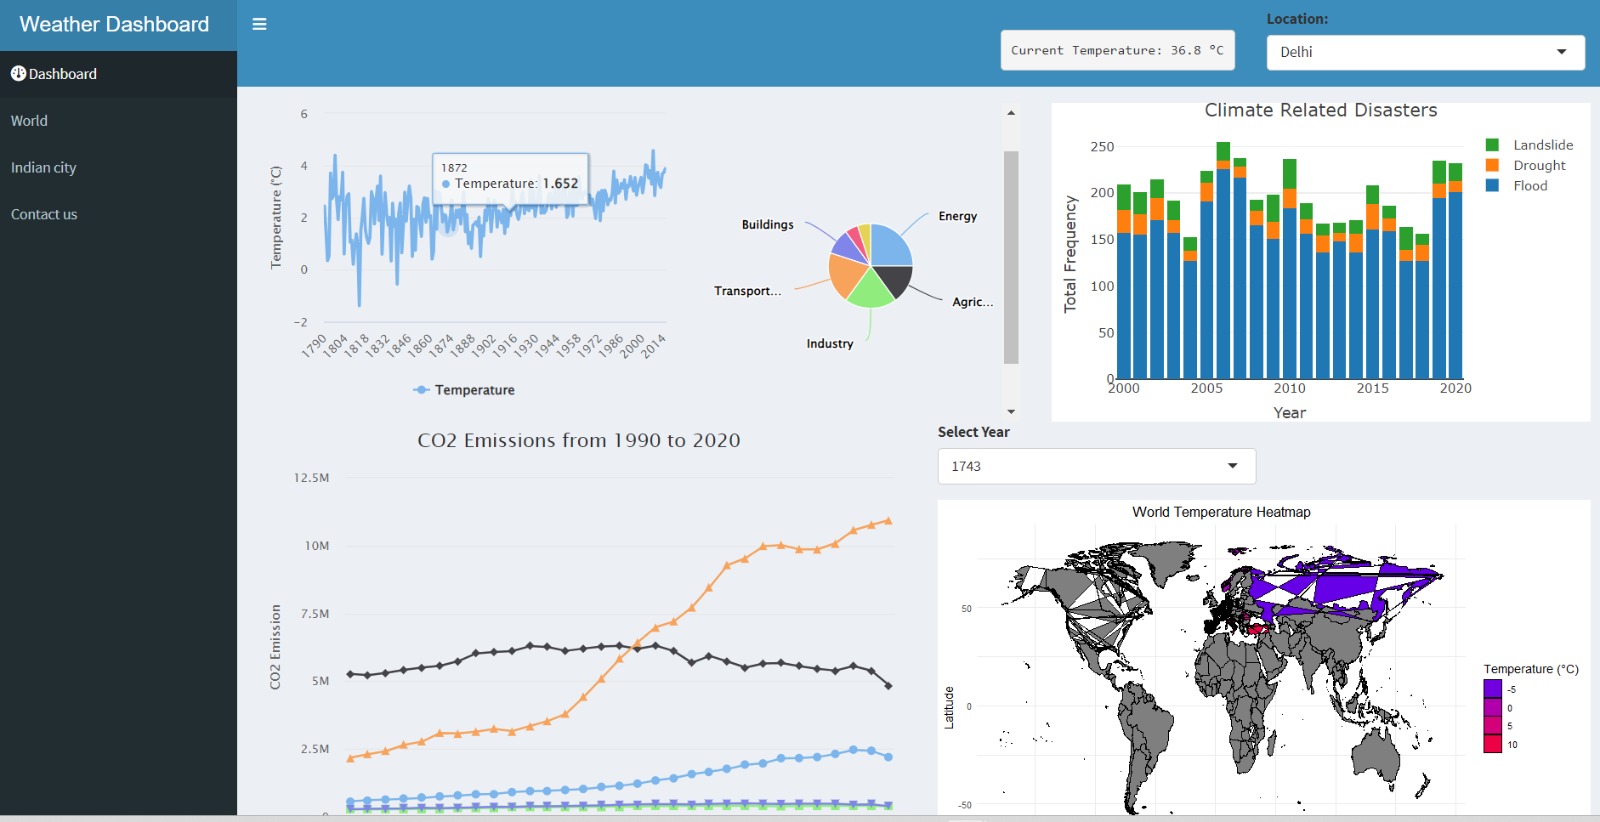 Weather Dashboard
Dashboard
World
Indian city
Contact us
Current Temperature: 36.8 °C
Location:
Delhi
6
4
2
0
−2
Temperature (°C)
1872
Temperature: 1.652
1790 1804 1818 1832 1846 1860 1874 1888 1902 1916 1930 1944 1958 1972 1986 2000 2014
Temperature
Buildings
Energy
Transport...
Agric...
Industry
Climate Related Disasters
250
200
150
100
50
0
Total Frequency
2000 2005 2010 2015 2020
Year
Landslide
Drought
Flood
CO2 Emissions from 1990 to 2020
12.5M
10M
7.5M
5M
2.5M
0
CO2 Emission
Select Year
1743
World Temperature Heatmap
50
0
-50
Latitude
Temperature (°C)
-5
0
5
10